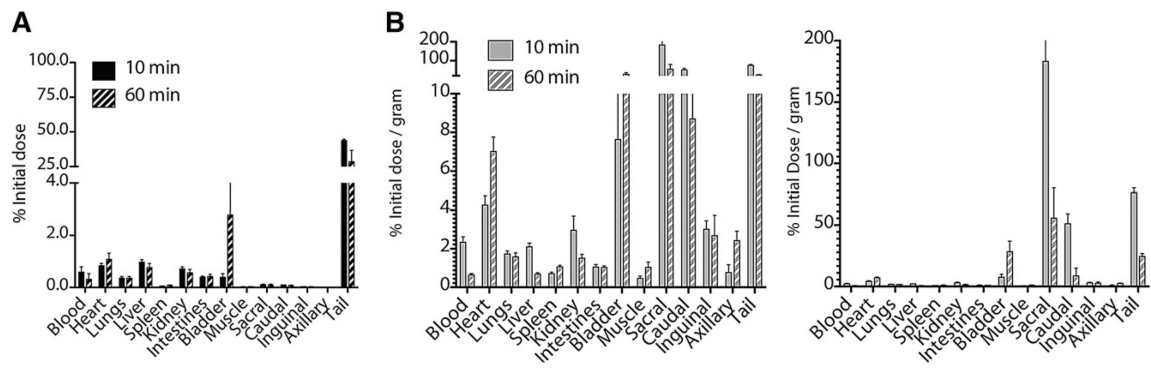 A
% Initial dose
100.0
75.0
50.0
25.0
4.0
2.0
0.0
10 min
60 min
Blood
Heart
Lungs
Liver
Spleen
Kidney
Intestines
Bladder
Muscle
Sacral
Caudal
Inguinal
Axillary
Tail
B
% Initial dose / gram
200
100
10
8
6
4
2
0
10 min
60 min
Blood
Heart
Lungs
Liver
Spleen
Kidney
Intestines
Bladder
Muscle
Sacral
Caudal
Inguinal
Axillary
Tail
% Initial Dose / gram
200
150
100
50
0
Blood
Heart
Lungs
Liver
Spleen
Kidney
Intestines
Bladder
Muscle
Sacral
Caudal
Inguinal
Axillary
Tail